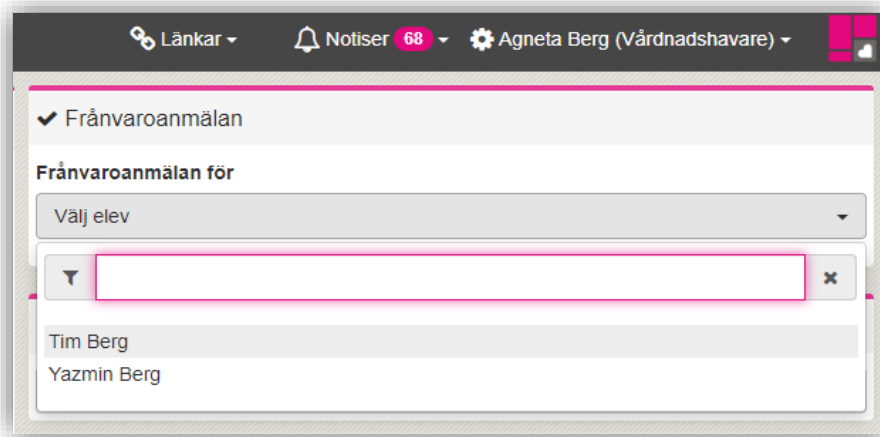 Länkar Notiser 68 Agneta Berg (Vårdnadshavare)
Frånvaroanmälan
Frånvaroanmälan för
Välj elev
Tim Berg
Yazmin Berg